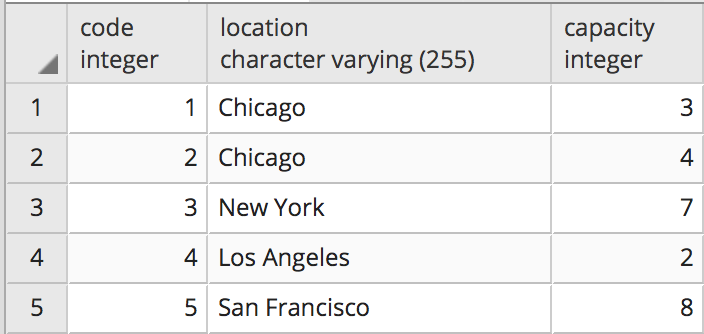 code location capacity
integer character varying (255) integer
1 1 Chicago 3
2 2 Chicago 4
3 3 New York 7
4 4 Los Angeles 2
5 5 San Francisco 8